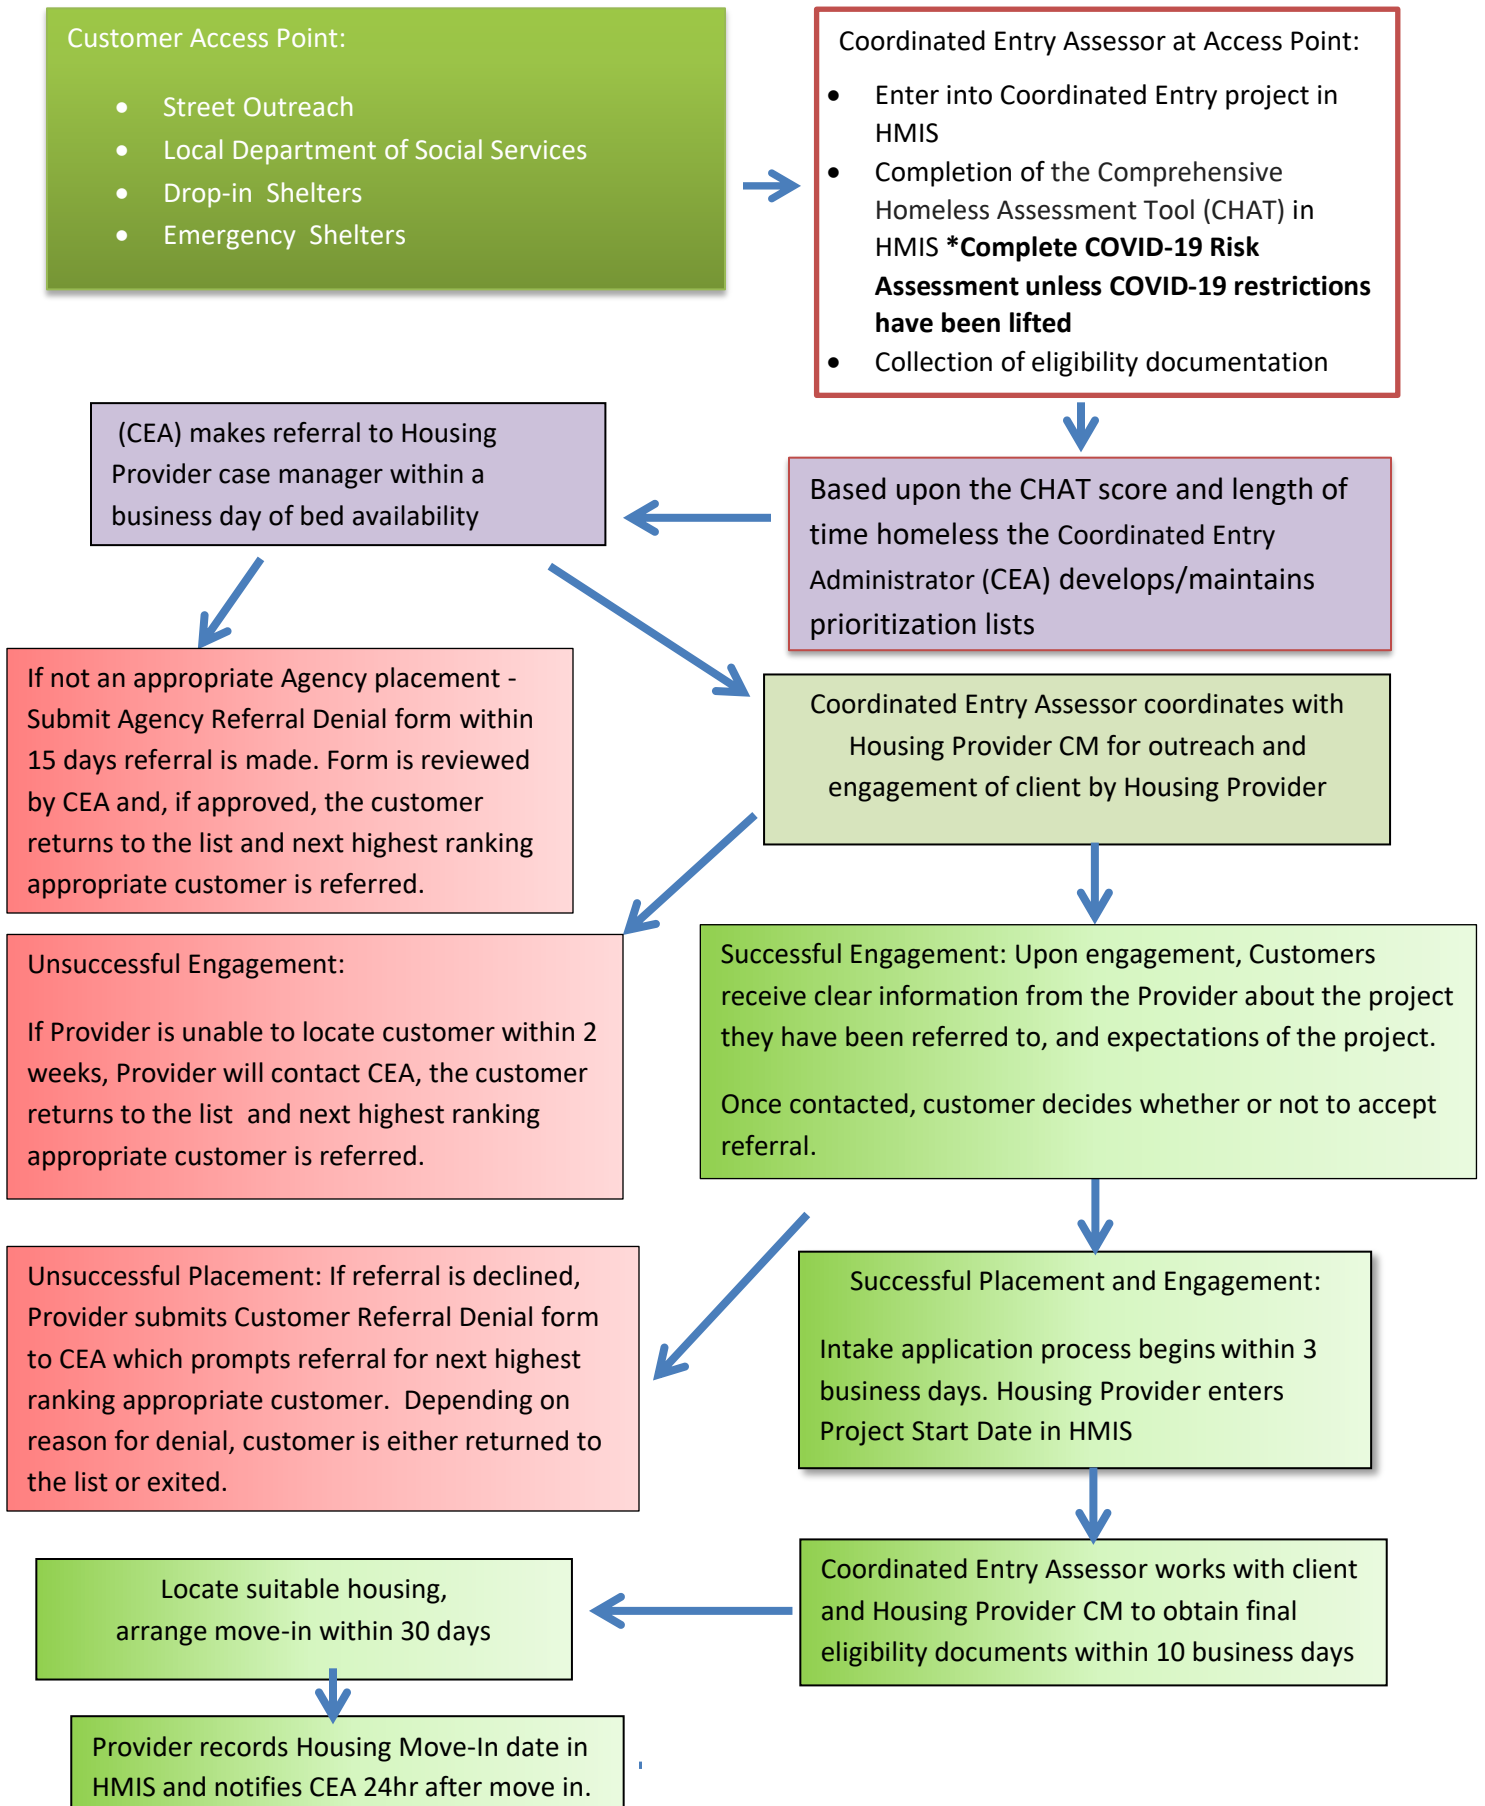 Customer Access Point:
• Street Outreach
• Local Department of Social Services
• Drop-in Shelters
• Emergency Shelters
Coordinated Entry Assessor at Access Point:
• Enter into Coordinated Entry project in
HMIS
• Completion of the Comprehensive
Homeless Assessment Tool (CHAT) in
HMIS *Complete COVID-19 Risk
Assessment unless COVID-19 restrictions
have been lifted
• Collection of eligibility documentation
(CEA) makes referral to Housing
Provider case manager within a
business day of bed availability
Based upon the CHAT score and length of
time homeless the Coordinated Entry
Administrator (CEA) develops/maintains
prioritization lists
If not an appropriate Agency placement -
Submit Agency Referral Denial form within
15 days referral is made. Form is reviewed
by CEA and, if approved, the customer
returns to the list and next highest ranking
appropriate customer is referred.
Coordinated Entry Assessor coordinates with
Housing Provider CM for outreach and
engagement of client by Housing Provider
Unsuccessful Engagement:
If Provider is unable to locate customer within 2
weeks, Provider will contact CEA, the customer
returns to the list and next highest ranking
appropriate customer is referred.
Successful Engagement: Upon engagement, Customers
receive clear information from the Provider about the project
they have been referred to, and expectations of the project.
Once contacted, customer decides whether or not to accept
referral.
Unsuccessful Placement: If referral is declined,
Provider submits Customer Referral Denial form
to CEA which prompts referral for next highest
ranking appropriate customer. Depending on
reason for denial, customer is either returned to
the list or exited.
Successful Placement and Engagement:
Intake application process begins within 3
business days. Housing Provider enters
Project Start Date in HMIS
Coordinated Entry Assessor works with client
and Housing Provider CM to obtain final
eligibility documents within 10 business days
Locate suitable housing,
arrange move-in within 30 days
Provider records Housing Move-In date in
HMIS and notifies CEA 24hr after move in.